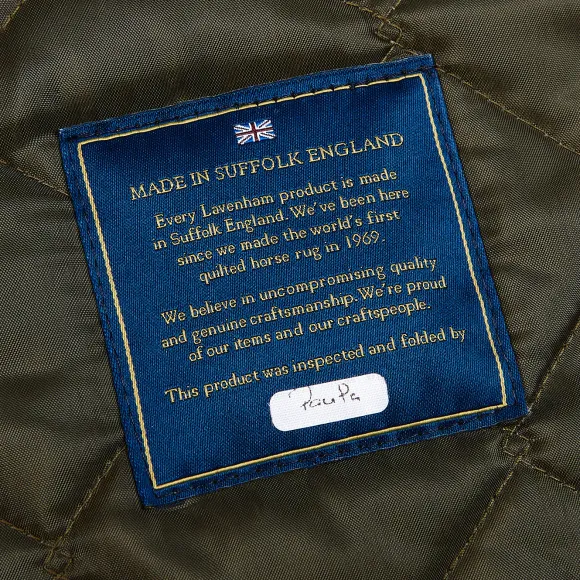 MADE IN SUFFOLK ENGLAND
Every Lavenham product is made
in Suffolk England. We've been here
since we made the world's first
quilted horse rug in 1969.
We believe in uncompromising quality
and genuine craftsmanship. We're proud
of our items and our craftspeople.
This product was inspected and folded by